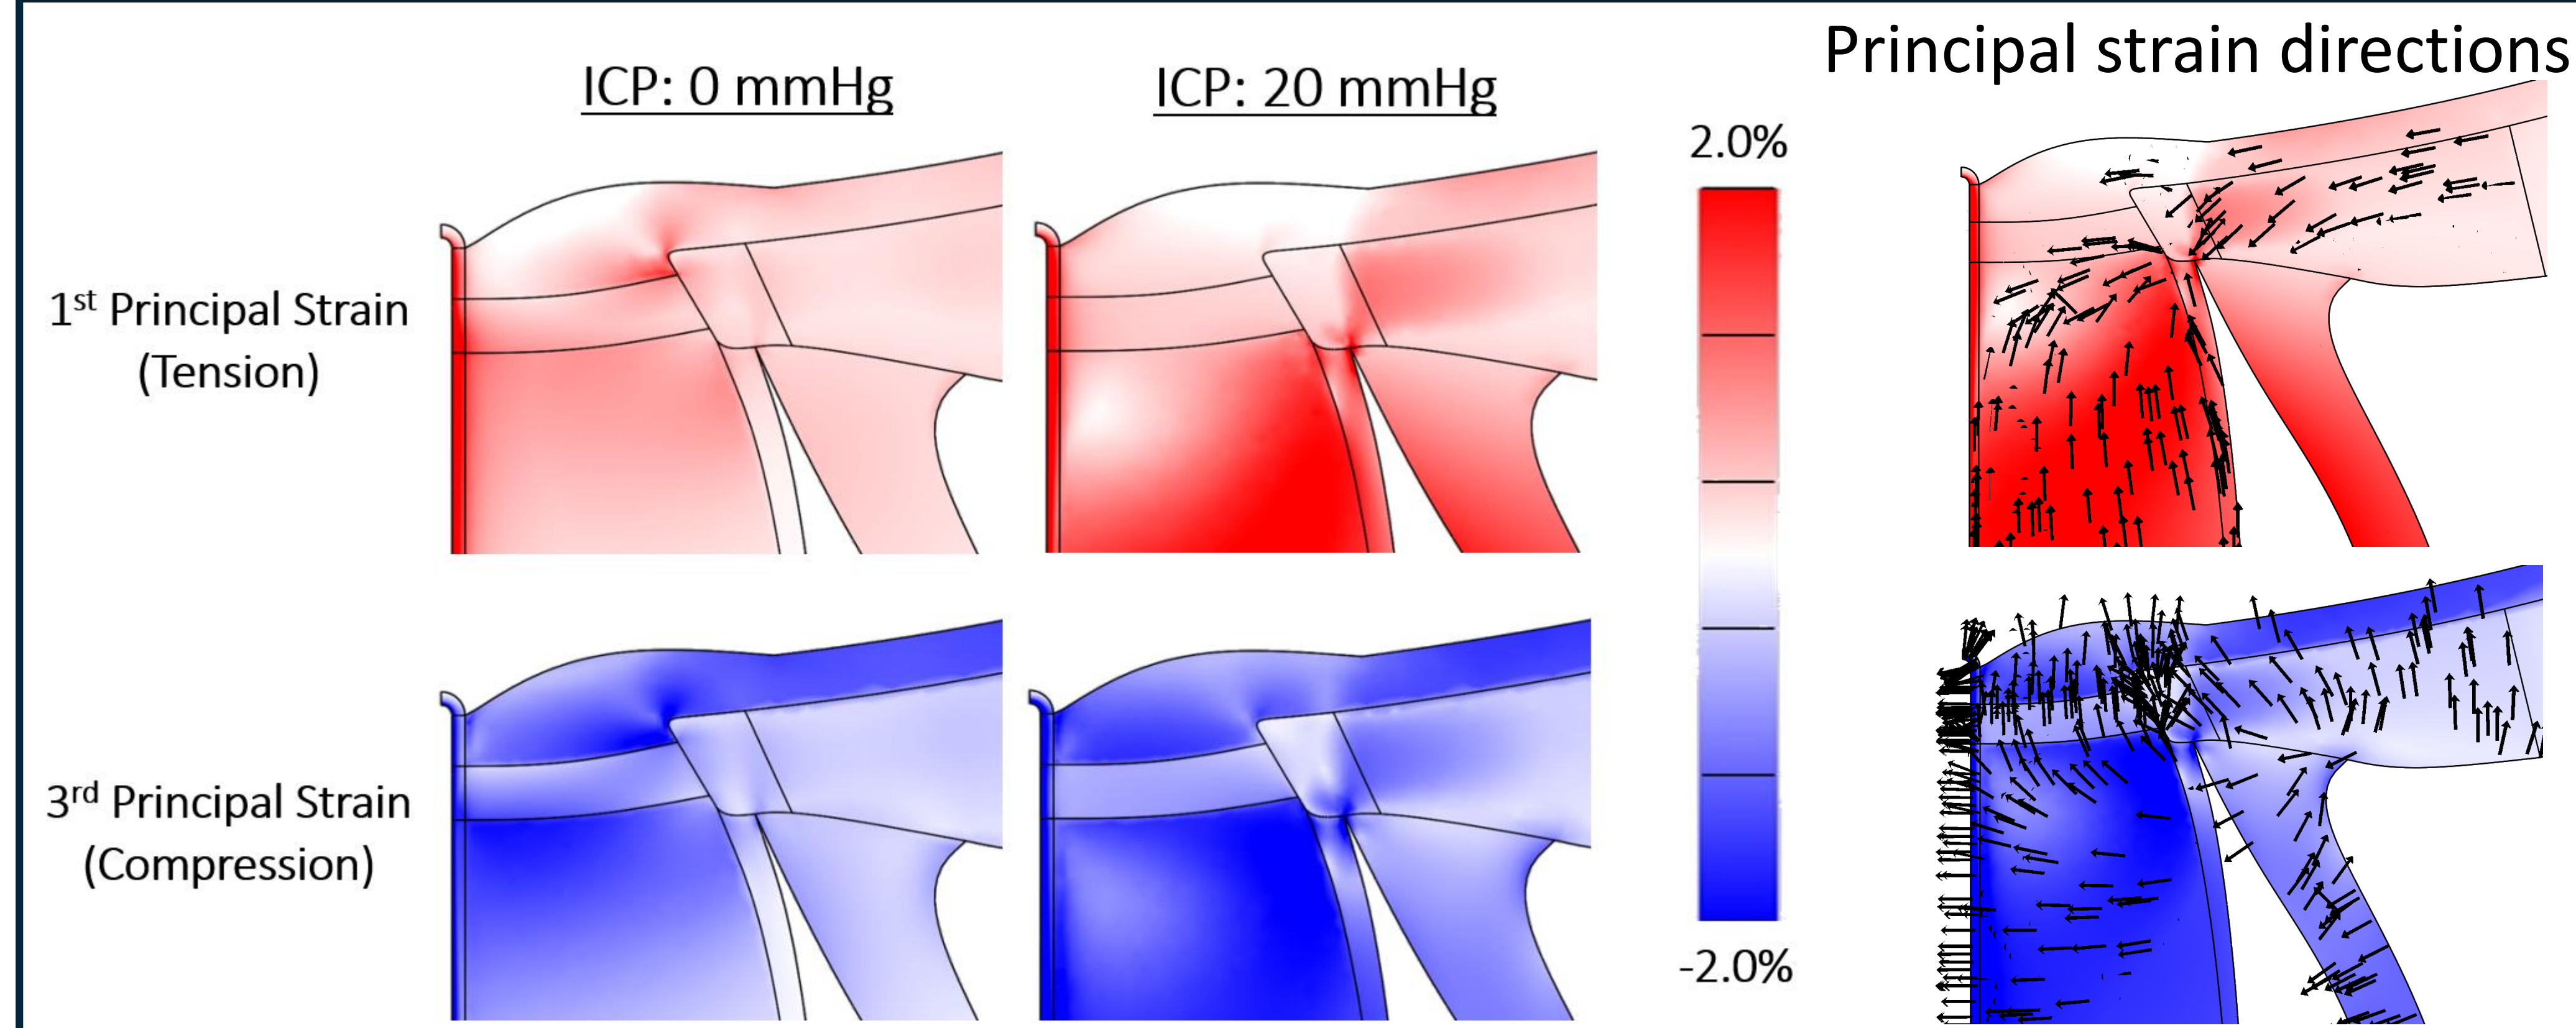 Principal strain directions
ICP: 0 mmHg
ICP: 20 mmHg
2.0%
1st Principal Strain
(Tension)
3rd Principal Strain
(Compression)
-2.0%